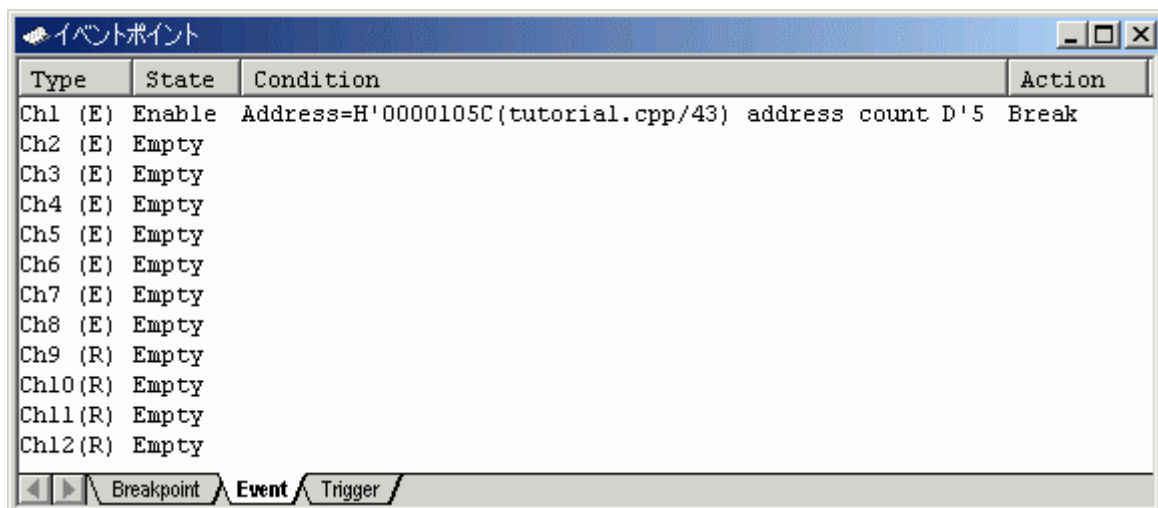 イベントポイント
Type State Condition Action
Ch1 (E) Enable Address=H'0000105C(tutorial.cpp/43) address count D'5 Break
Ch2 (E) Empty
Ch3 (E) Empty
Ch4 (E) Empty
Ch5 (E) Empty
Ch6 (E) Empty
Ch7 (E) Empty
Ch8 (E) Empty
Ch9 (R) Empty
Ch10(R) Empty
Ch11(R) Empty
Ch12(R) Empty
Breakpoint Event Trigger